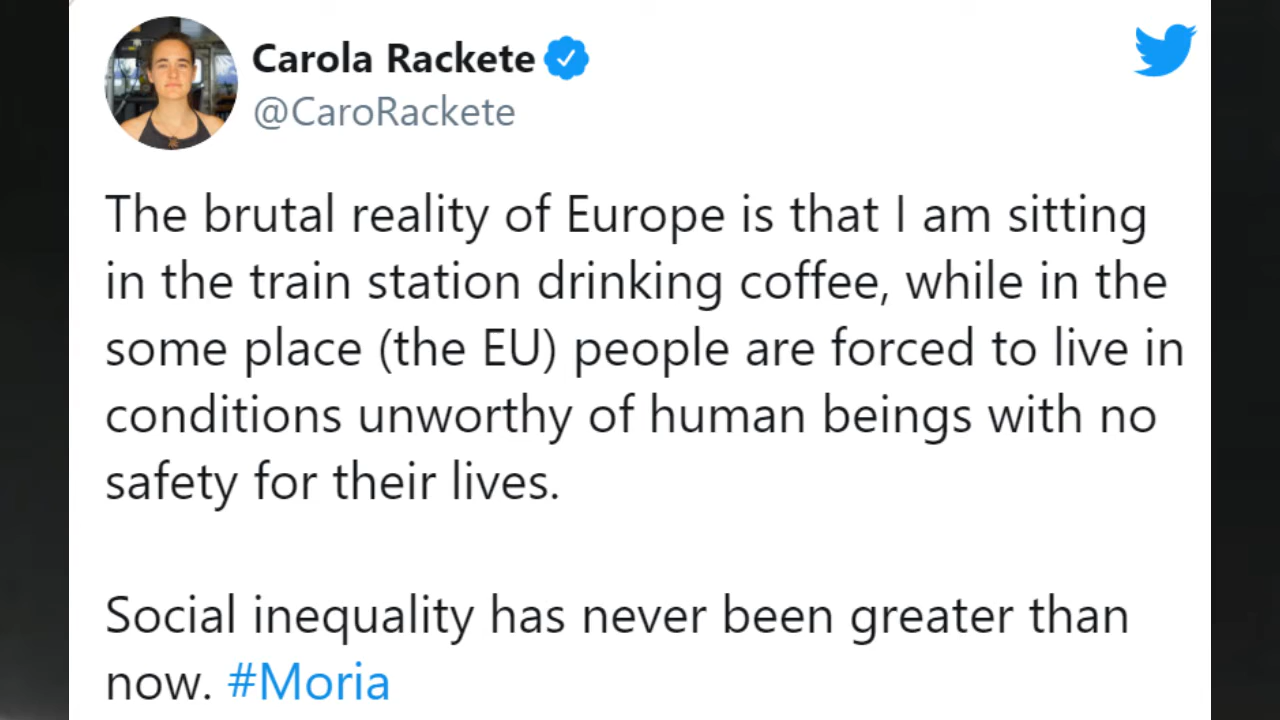 Carola Rackete
@CaroRackete
The brutal reality of Europe is that I am sitting
in the train station drinking coffee, while in the
some place (the EU) people are forced to live in
conditions unworthy of human beings with no
safety for their lives.
Social inequality has never been greater than
now. #Moria